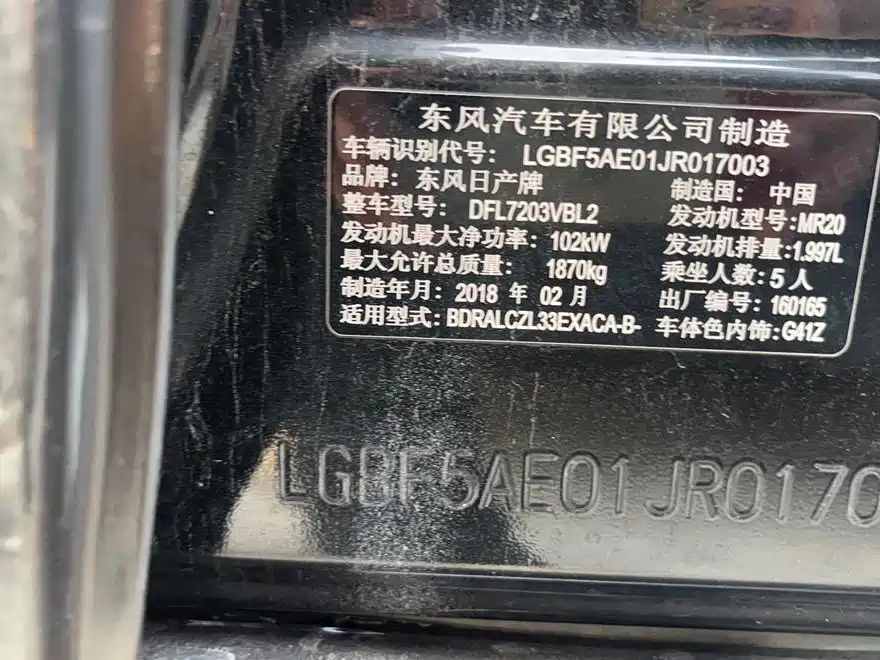 东风汽车有限公司制造
车辆识别代号： LGBF5AE01JR017003
品牌：东风日产牌 制造国：中国
整车型号： DFL7203VBL2 发动机型号:MR20
发动机最大净功率：102kW 发动机排量:1.997L
最大允许总质量： 1870kg 乘坐人数:5人
制造年月：2018 年 02 月 出厂编号:160165
适用型式:BDRALCZL33EXACA-B- 车体色内饰:G41Z
LGBF5AE01JR0170